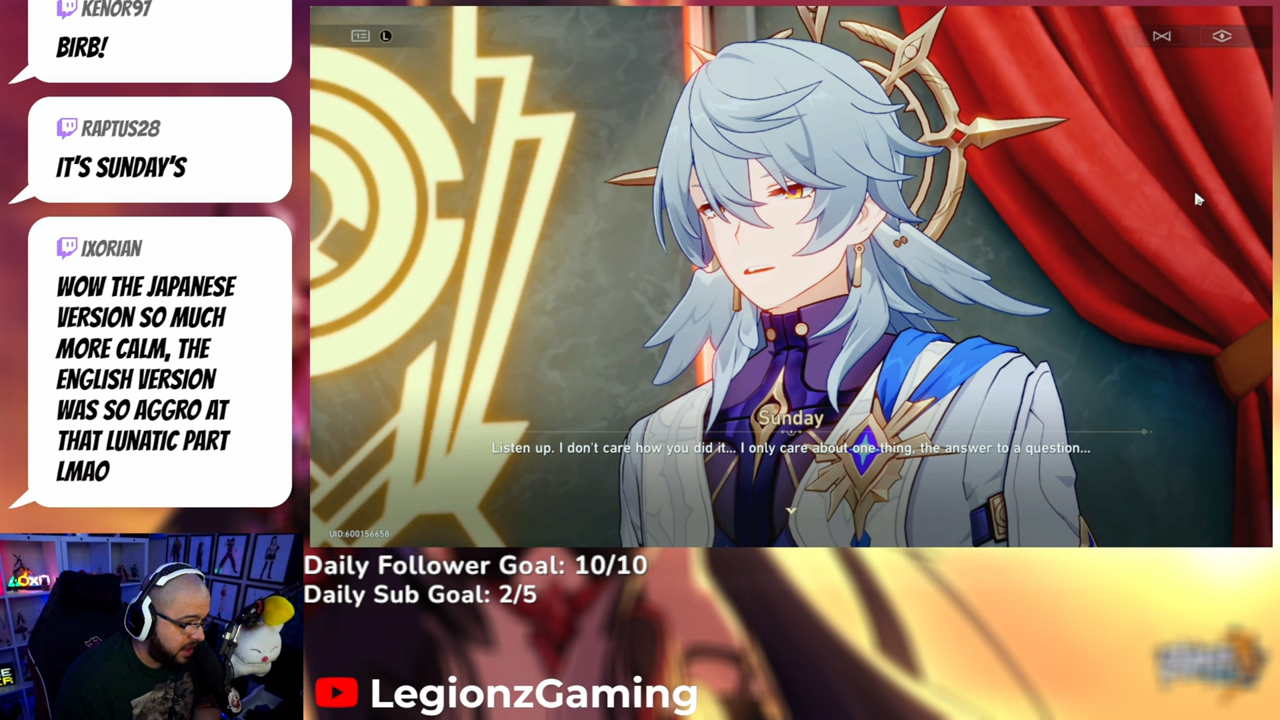 KENOR97
BIRB!
RAPTUS28
IT'S SUNDAY'S
IXORIAN
WOW THE JAPANESE
VERSION SO MUCH
MORE CALM, THE
ENGLISH VERSION
WAS SO AGGRO AT
THAT LUNATIC PART
LMAO
L
Sunday
Listen up. I don't care how you did it... I only care about one thing, the answer to a question...
UID:600156658
Daily Follower Goal: 10/10
Daily Sub Goal: 2/5
LegionzGaming